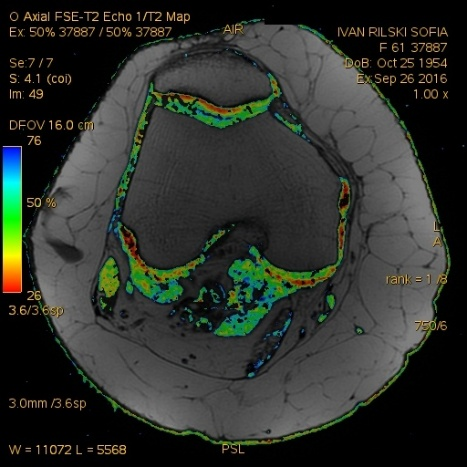 O Axial FSE-T2 Echo 1/T2 Map
Ex: 50% 37887 / 50% 37887
Se:7 / 7
S: 4.1 (coi)
Im: 49
DFOV 16.0 cm
76
50 %
26
3.6/3.6sp
3.0mm /3.6sp
W = 11072 L = 5568
AIR
IVAN RILSKI SOFIA
F 61 37887
DoB: Oct 25 1954
Ex: Sep 26 2016
1.00 x
L
A
rank = 1 /8
750/6
PSL